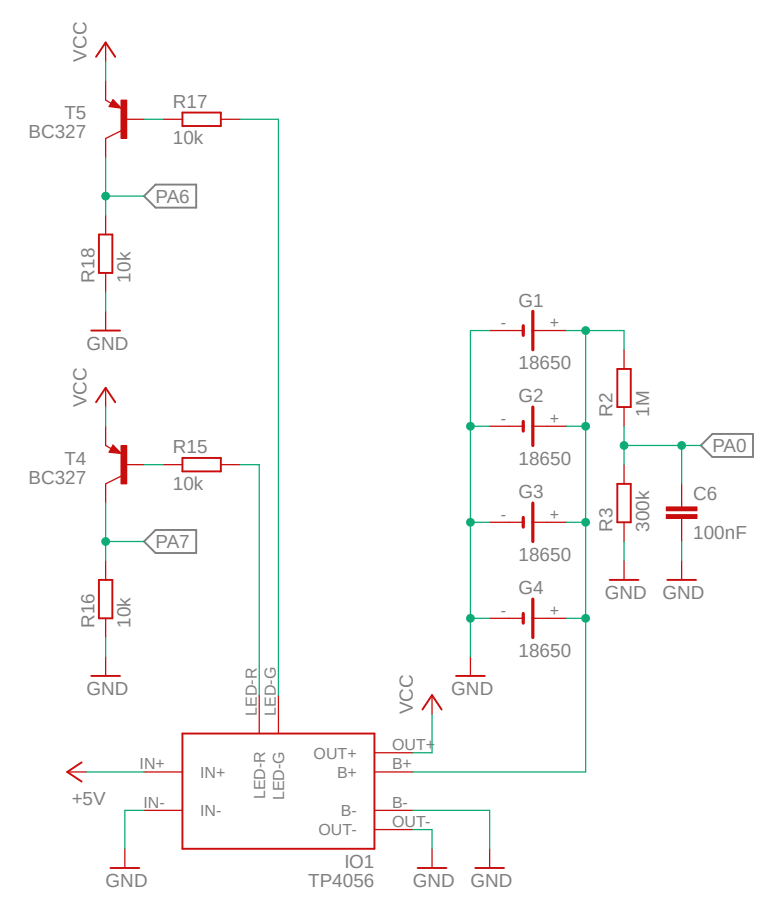 VCC
T5
BC327
R17
10k
PA6
R18
10k
GND
VCC
T4
BC327
R15
10k
PA7
R16
10k
GND
G1
- +
18650
G2
- +
18650
G3
- +
18650
G4
- +
18650
GND
R2
1M
PA0
R3
300k
C6
100nF
GND
GND
LED-R
LED-G
VCC
IN+
+5V
IN-
GND
IN+
IN-
LED-R
LED-G
OUT+
B+
B-
OUT-
OUT+
B+
B-
OUT-
IO1
TP4056
GND
GND